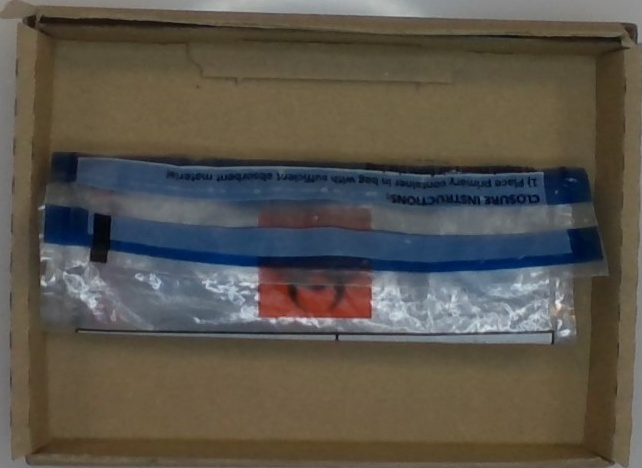 CLOSURE INSTRUCTIONS:
1) Place primary container in bag with sufficient absorbent material